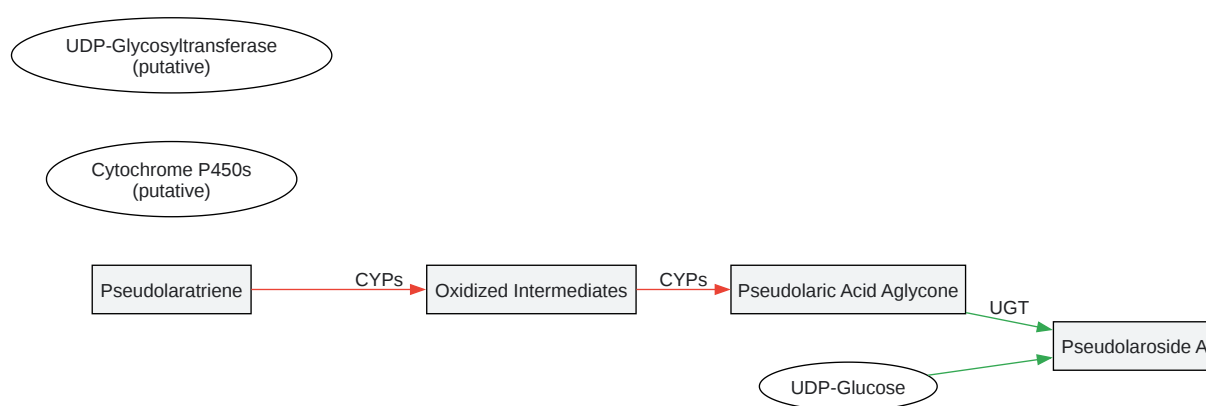 UDP-Glycosyltransferase
(putative)
Cytochrome P450s
(putative)
Pseudolaratriene
CYPs
Oxidized Intermediates
CYPs
Pseudolaric Acid Aglycone
UGT
Pseudolaroside A
UDP-Glucose